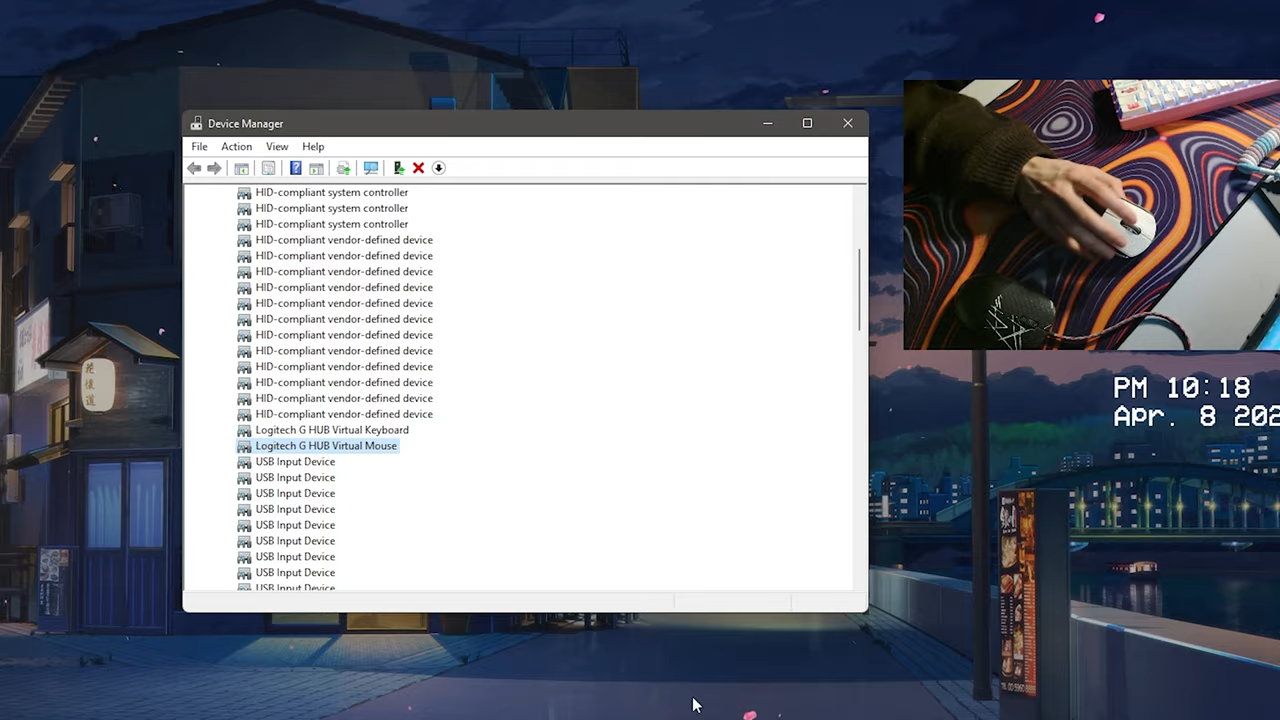 Device Manager
File Action View Help
HID-compliant system controller
HID-compliant system controller
HID-compliant system controller
HID-compliant vendor-defined device
HID-compliant vendor-defined device
HID-compliant vendor-defined device
HID-compliant vendor-defined device
HID-compliant vendor-defined device
HID-compliant vendor-defined device
HID-compliant vendor-defined device
HID-compliant vendor-defined device
HID-compliant vendor-defined device
HID-compliant vendor-defined device
HID-compliant vendor-defined device
HID-compliant vendor-defined device
Logitech G HUB Virtual Keyboard
Logitech G HUB Virtual Mouse
USB Input Device
USB Input Device
USB Input Device
USB Input Device
USB Input Device
USB Input Device
USB Input Device
USB Input Device
USB Input Device
PM 10:18
Apr. 8 202